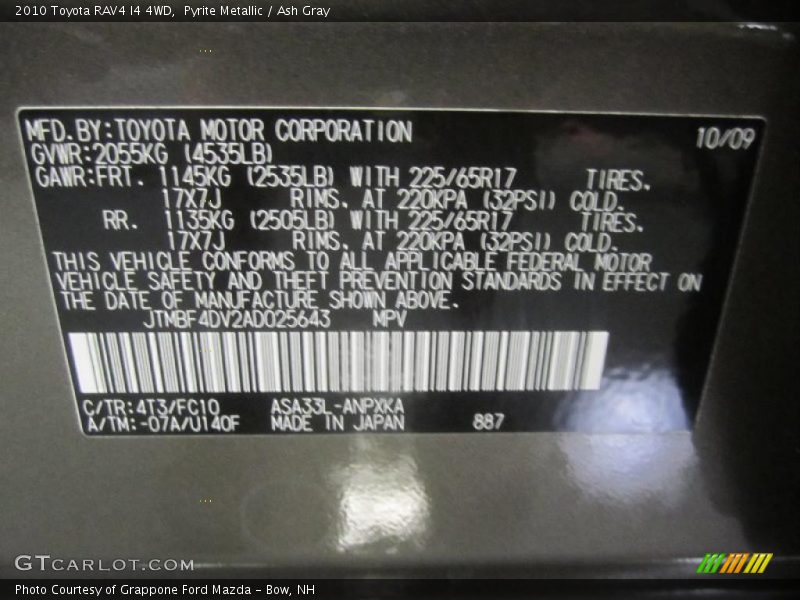 2010 Toyota RAV4 I4 4WD, Pyrite Metallic / Ash Gray
MFD. BY: TOYOTA MOTOR CORPORATION 10/09
GVWR: 2055KG (4535LB)
GAWR: FRT. 1145KG (2535LB) WITH 225/65R17 TIRES.
17X7J RIMS. AT 220KPA (32PSI) COLD.
RR. 1135KG (2505LB) WITH 225/65R17 TIRES.
17X7J RIMS. AT 220KPA (32PSI) COLD.
THIS VEHICLE CONFORMS TO ALL APPLICABLE FEDERAL MOTOR
VEHICLE SAFETY AND THEFT PREVENTION STANDARDS IN EFFECT ON
THE DATE OF MANUFACTURE SHOWN ABOVE.
JTMBF4DV2AD025643 MPV
C/TR: 4T3/FC10 ASA33L-ANPXKA
A/TM: -07A/U140F MADE IN JAPAN 887
GTCARLOT.COM
Photo Courtesy of Grappone Ford Mazda - Bow, NH